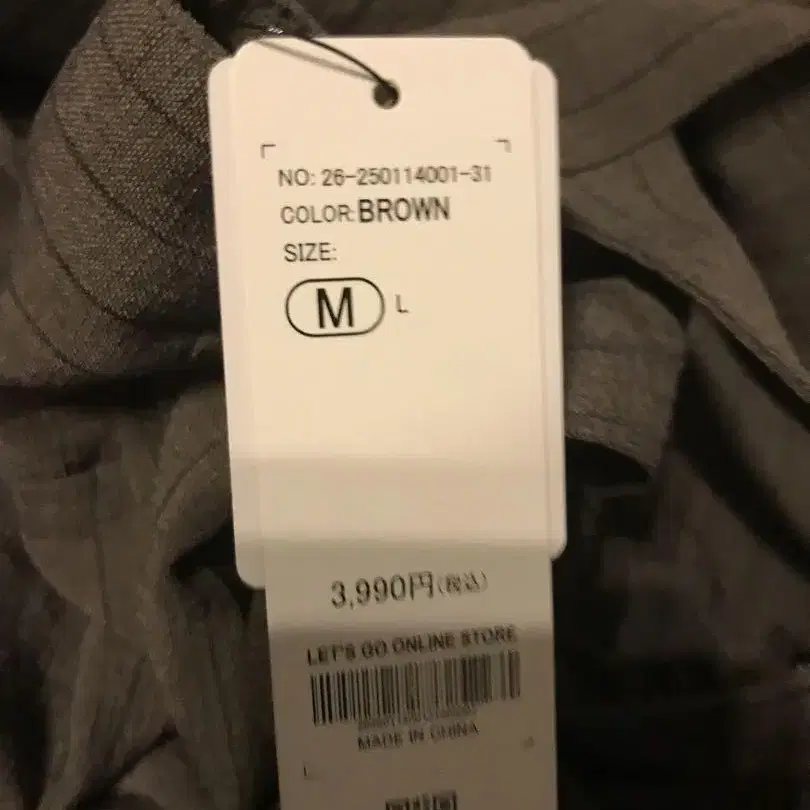 NO: 26-250114001-31
COLOR: BROWN
SIZE:
M L
3,990円(税込)
LET'S GO ONLINE STORE
MADE IN CHINA